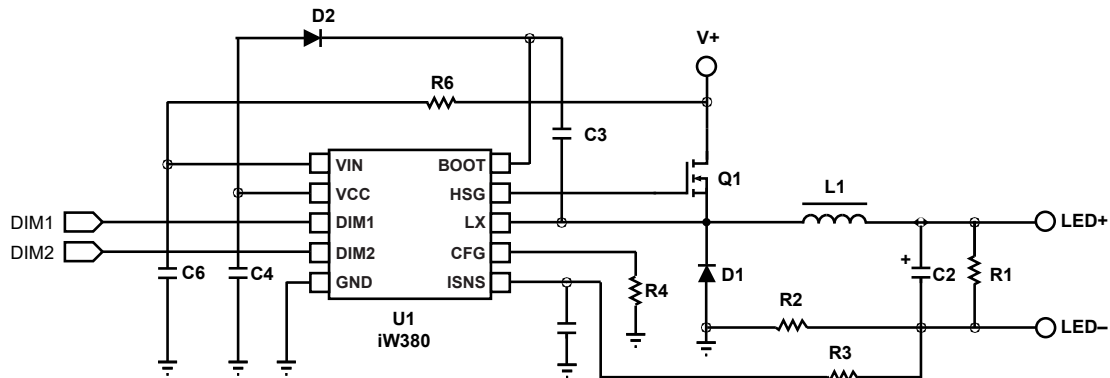 D2
V+
R6
C3
VIN
BOOT
Q1
VCC
HSG
L1
DIM1
DIM1
LX
LED+
DIM2
DIM2
CFG
C6
C4
GND
ISNS
R4
D1
+
C2
R1
U1
iW380
R2
LED–
R3